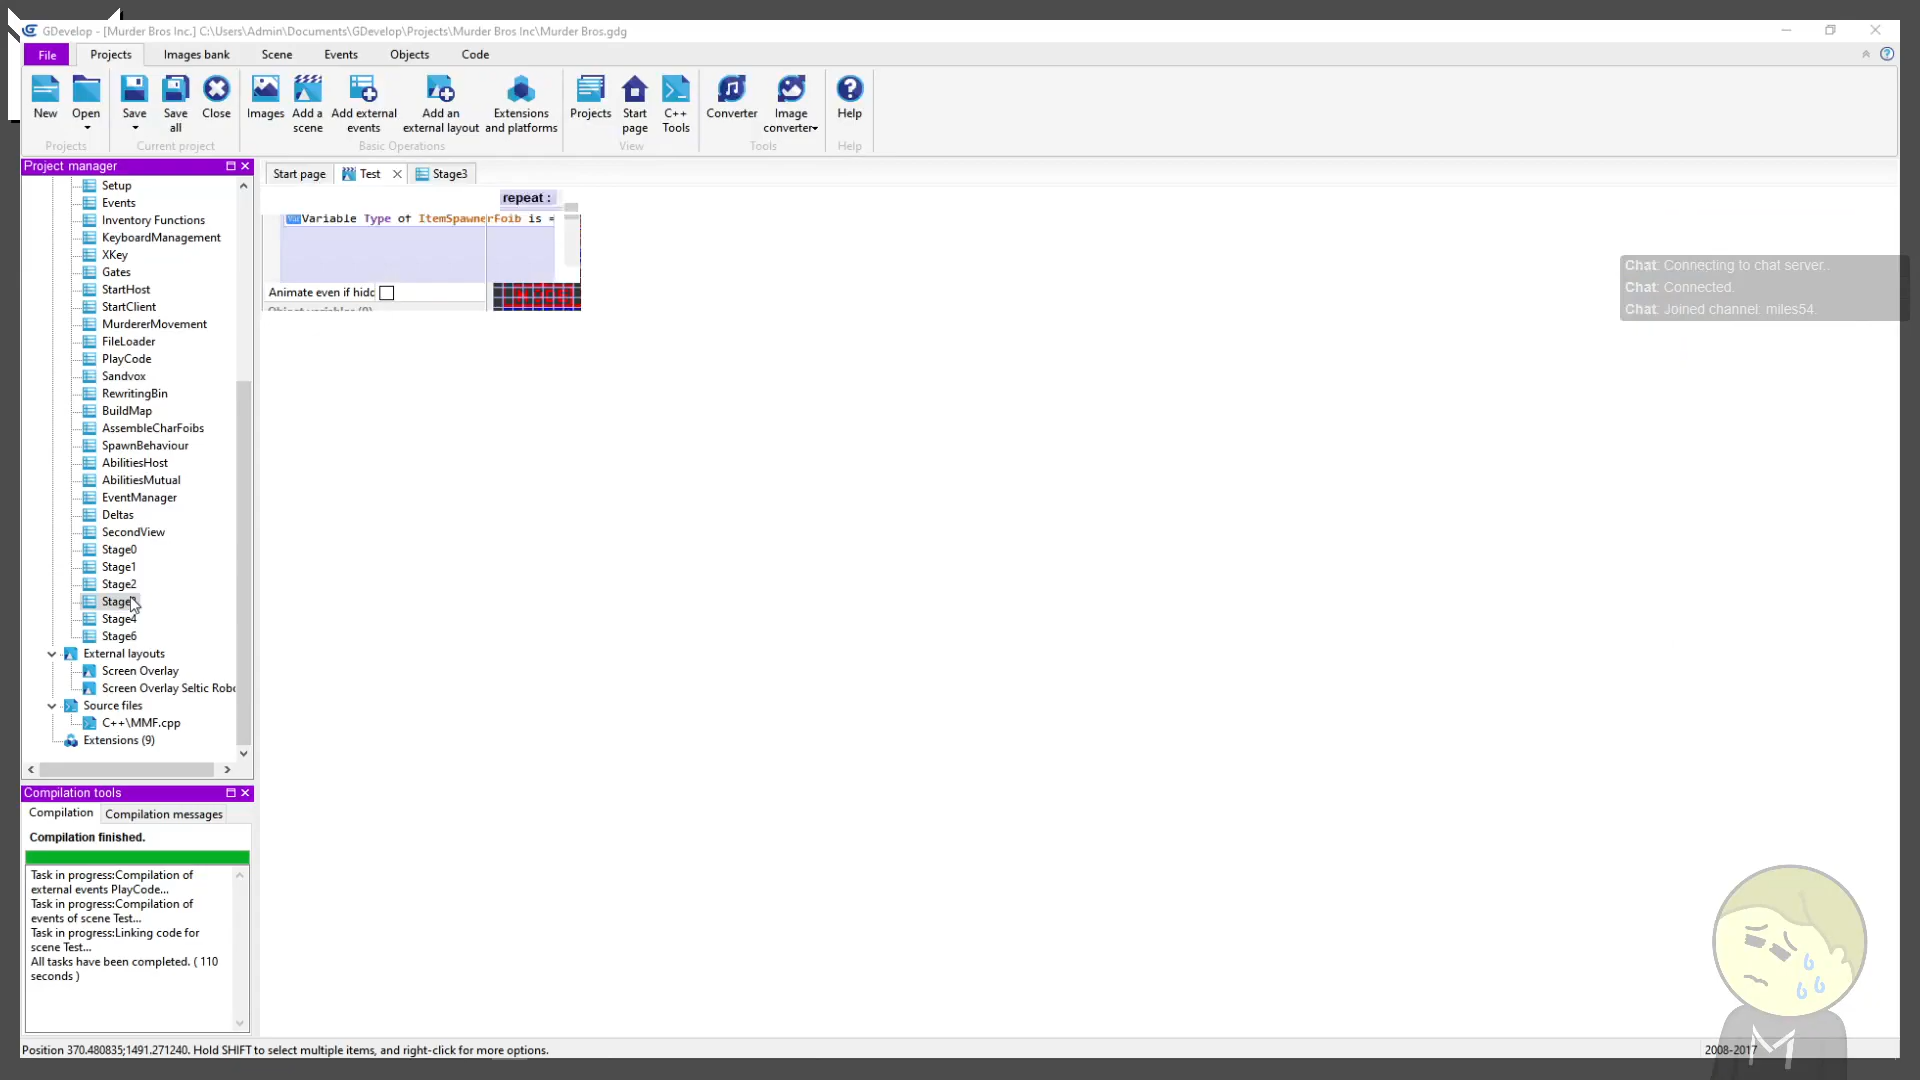 GDevelop - [Murder Bros Inc.] C:\Users\Admin\Documents\GDevelop\Projects\Murder Bros Inc\Murder Bros.gdg
File Projects Images bank Scene Events Objects Code
New Open Save Save all Close Images Add a scene Add external events Add an external layout Extensions and platforms Projects Start page C++ Tools Converter Image converter Help
Projects Current project Basic Operations View Tools Help
Project manager
Start page Test Stage3
Setup
Events
Inventory Functions
KeyboardManagement
XKey
Gates
StartHost
StartClient
MurdererMovement
FileLoader
PlayCode
Sandvox
RewritingBin
BuildMap
AssembleCharFoibs
SpawnBehaviour
AbilitiesHost
AbilitiesMutual
EventManager
Deltas
SecondView
Stage0
Stage1
Stage2
Stage3
Stage4
Stage6
External layouts
Screen Overlay
Screen Overlay Seltic Robo
Source files
C++\MMF.cpp
Extensions (9)
repeat :
Variable Type of ItemSpawnerFoib is =
Animate even if hidd
Object variables (0)
Chat: Connecting to chat server..
Chat: Connected.
Chat: Joined channel: miles54.
Compilation tools
Compilation Compilation messages
Compilation finished.
Task in progress:Compilation of
external events PlayCode...
Task in progress:Compilation of
events of scene Test...
Task in progress:Linking code for
scene Test...
All tasks have been completed. ( 110
seconds )
Position 370.480835;1491.271240. Hold SHIFT to select multiple items, and right-click for more options.
2008-2017
M